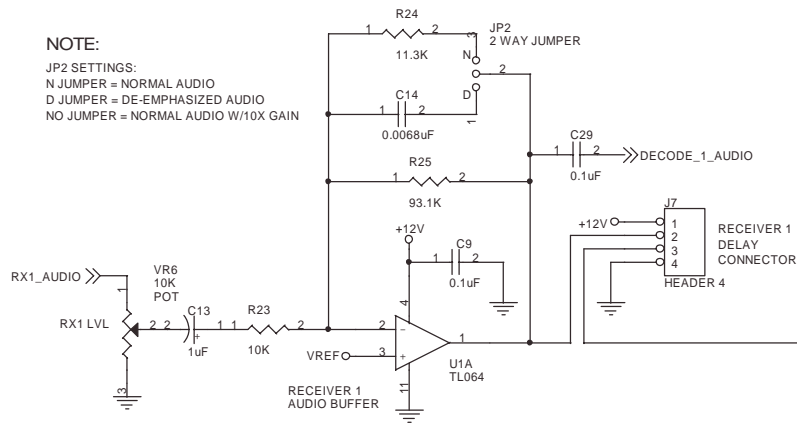 R24
1 2
11.3K
3
JP2
2 WAY JUMPER
N
2
D
1
NOTE:
JP2 SETTINGS:
N JUMPER = NORMAL AUDIO
D JUMPER = DE-EMPHASIZED AUDIO
NO JUMPER = NORMAL AUDIO W/10X GAIN
C14
1 2
0.0068uF
R25
1 2
93.1K
C29
1 2
0.1uF
DECODE_1_AUDIO
J7
+12V
1
2
3
4
HEADER 4
RECEIVER 1
DELAY
CONNECTOR
+12V
C9
1 2
0.1uF
RX1_AUDIO
VR6
10K
POT
1
RX1 LVL
2
3
C13
2 1
+
1uF
R23
1 2
10K
4
2 −
VREF
3 +
1
11
U1A
TL064
RECEIVER 1
AUDIO BUFFER